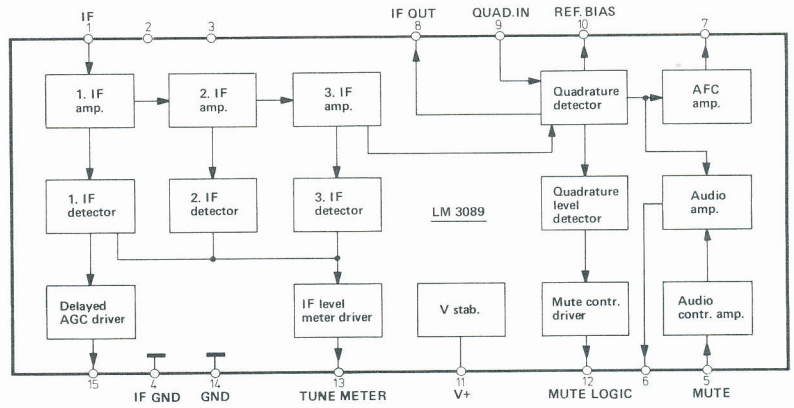 IF
IF OUT
QUAD.IN
REF. BIAS
1
2
3
8
9
10
7
1. IF
amp.
2. IF
amp.
3. IF
amp.
Quadrature
detector
AFC
amp.
1. IF
detector
2. IF
detector
3. IF
detector
LM 3089
Quadrature
level
detector
Audio
amp.
Delayed
AGC driver
IF level
meter driver
V stab.
Mute contr.
driver
Audio
contr. amp.
15
4
14
13
11
12
6
5
IF GND
GND
TUNE METER
V+
MUTE LOGIC
MUTE